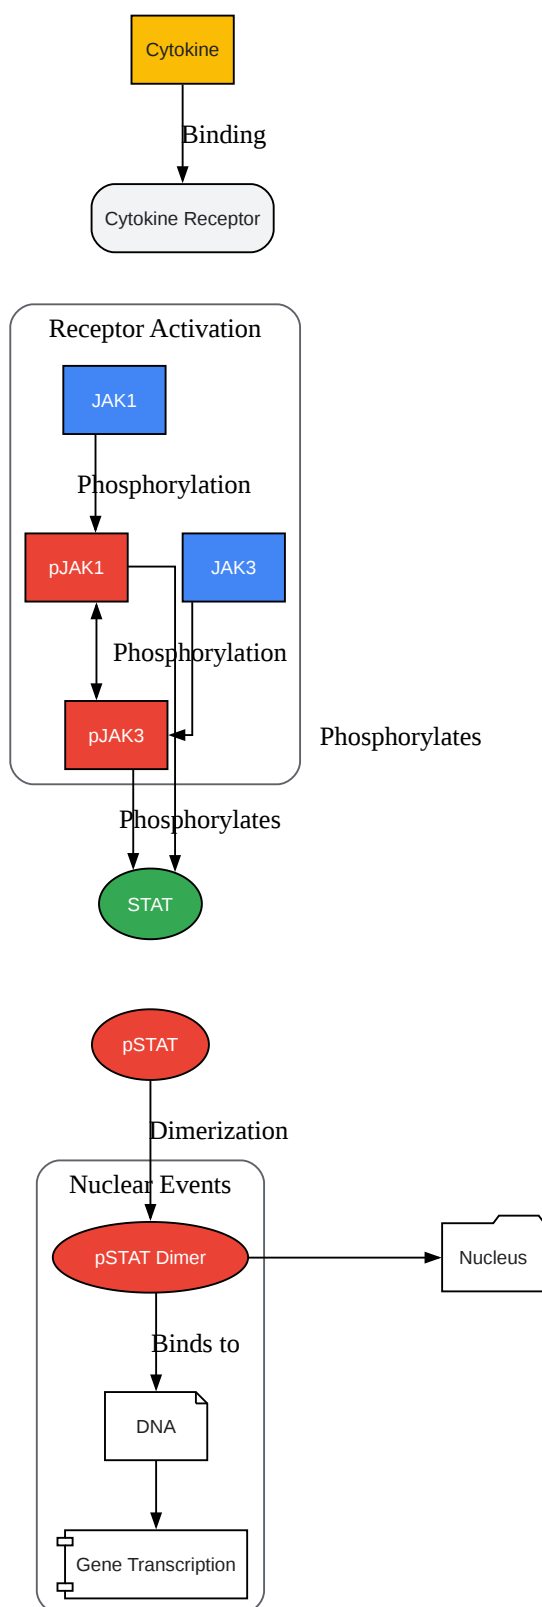 Cytokine
Binding
Cytokine Receptor
Receptor Activation
JAK1
Phosphorylation
pJAK1
JAK3
Phosphorylation
pJAK3
Phosphorylates
Phosphorylates
STAT
pSTAT
Dimerization
Nuclear Events
pSTAT Dimer
Nucleus
Binds to
DNA
Gene Transcription